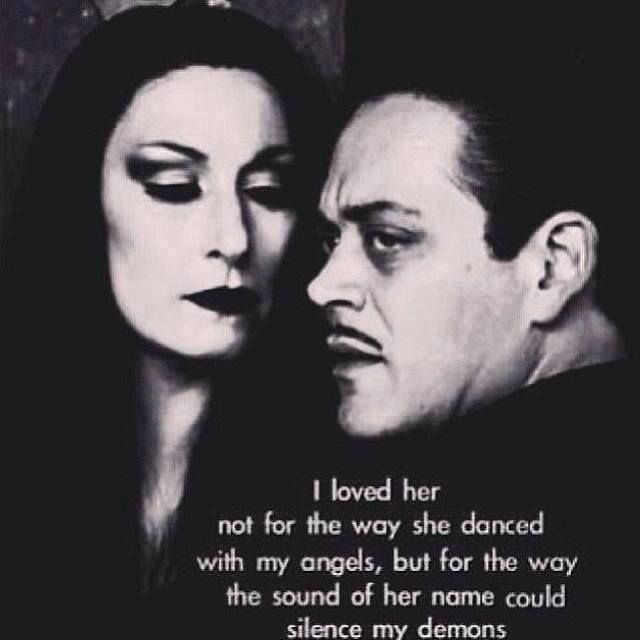 I loved her
not for the way she danced
with my angels, but for the way
the sound of her name could
silence my demons